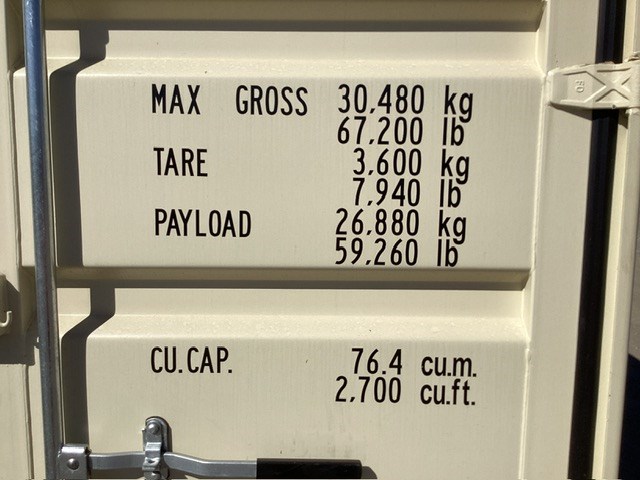 MAX GROSS 30.480 kg
67.200 lb
TARE 3.600 kg
7.940 lb
PAYLOAD 26.880 kg
59.260 lb
CU.CAP. 76.4 cu.m.
2,700 cu.ft.